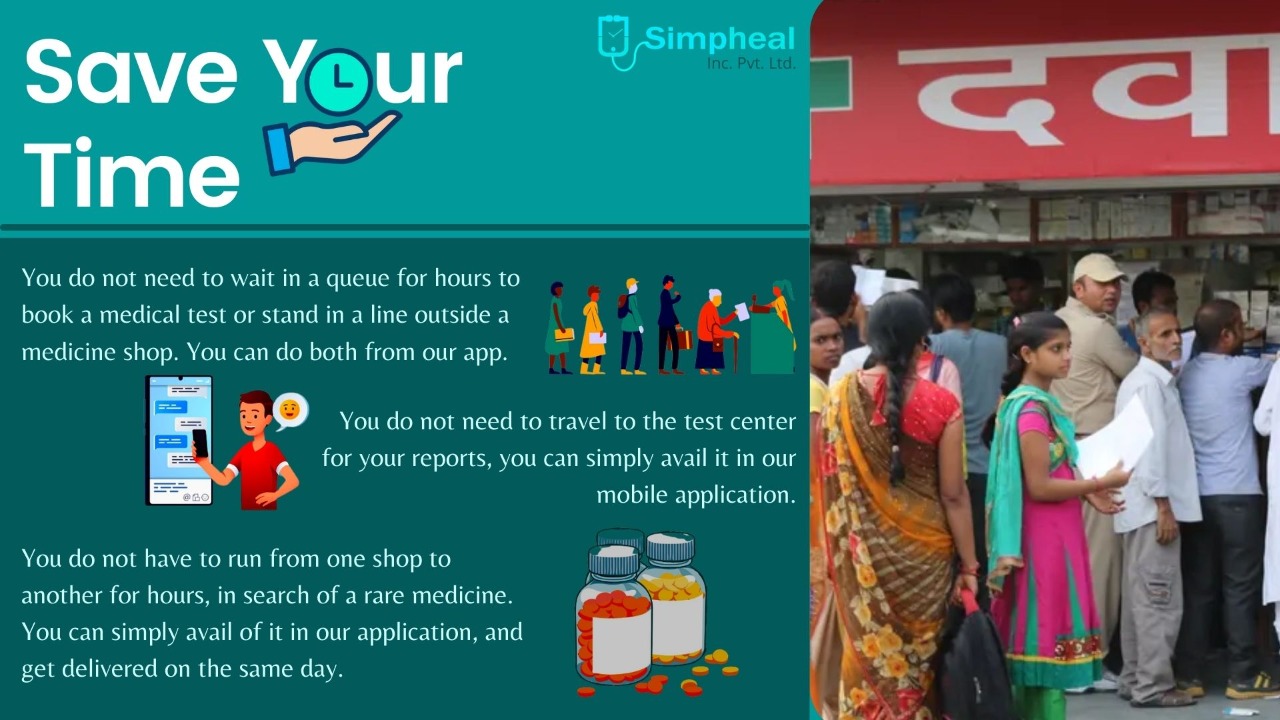 Save Your
Time
Simpheal
Inc. Pvt. Ltd.
You do not need to wait in a queue for hours to
book a medical test or stand in a line outside a
medicine shop. You can do both from our app.
You do not need to travel to the test center
for your reports, you can simply avail it in our
mobile application.
You do not have to run from one shop to
another for hours, in search of a rare medicine.
You can simply avail of it in our application, and
get delivered on the same day.
दवा